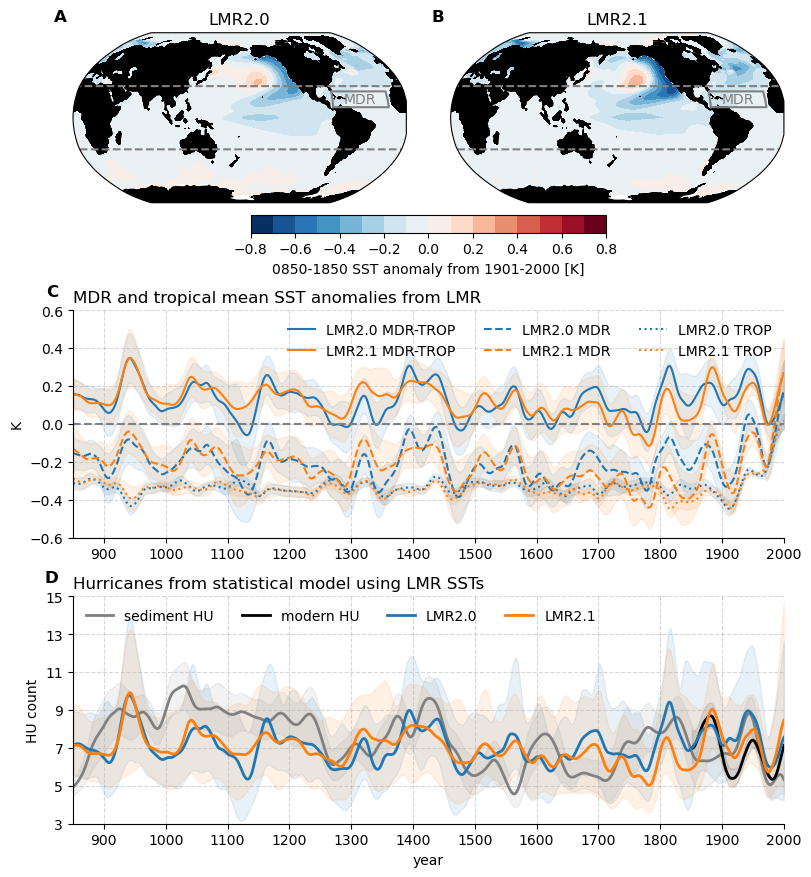 A LMR2.0 B LMR2.1
MDR MDR
−0.8 −0.6 −0.4 −0.2 0.0 0.2 0.4 0.6 0.8
0850-1850 SST anomaly from 1901-2000 [K]
C MDR and tropical mean SST anomalies from LMR
0.6
LMR2.0 MDR-TROP LMR2.0 MDR LMR2.0 TROP
0.4 LMR2.1 MDR-TROP LMR2.1 MDR LMR2.1 TROP
0.2
0.0
K
−0.2
−0.4
−0.6
900 1000 1100 1200 1300 1400 1500 1600 1700 1800 1900 2000
D Hurricanes from statistical model using LMR SSTs
15
sediment HU modern HU LMR2.0 LMR2.1
13
11
9
HU count
7
5
3
900 1000 1100 1200 1300 1400 1500 1600 1700 1800 1900 2000
year